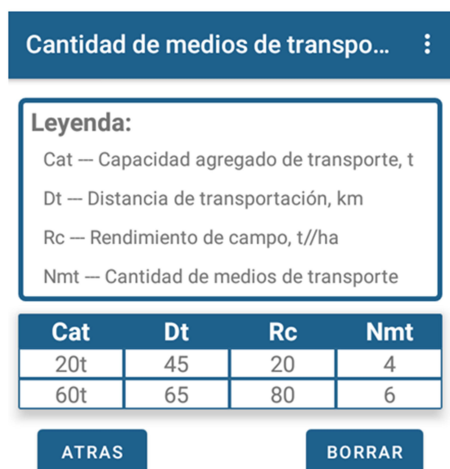 Cantidad de medios de transpo...
Leyenda:
Cat --- Capacidad agregado de transporte, t
Dt --- Distancia de transportación, km
Rc --- Rendimiento de campo, t//ha
Nmt --- Cantidad de medios de transporte
Cat Dt Rc Nmt
20t 45 20 4
60t 65 80 6
ATRAS BORRAR